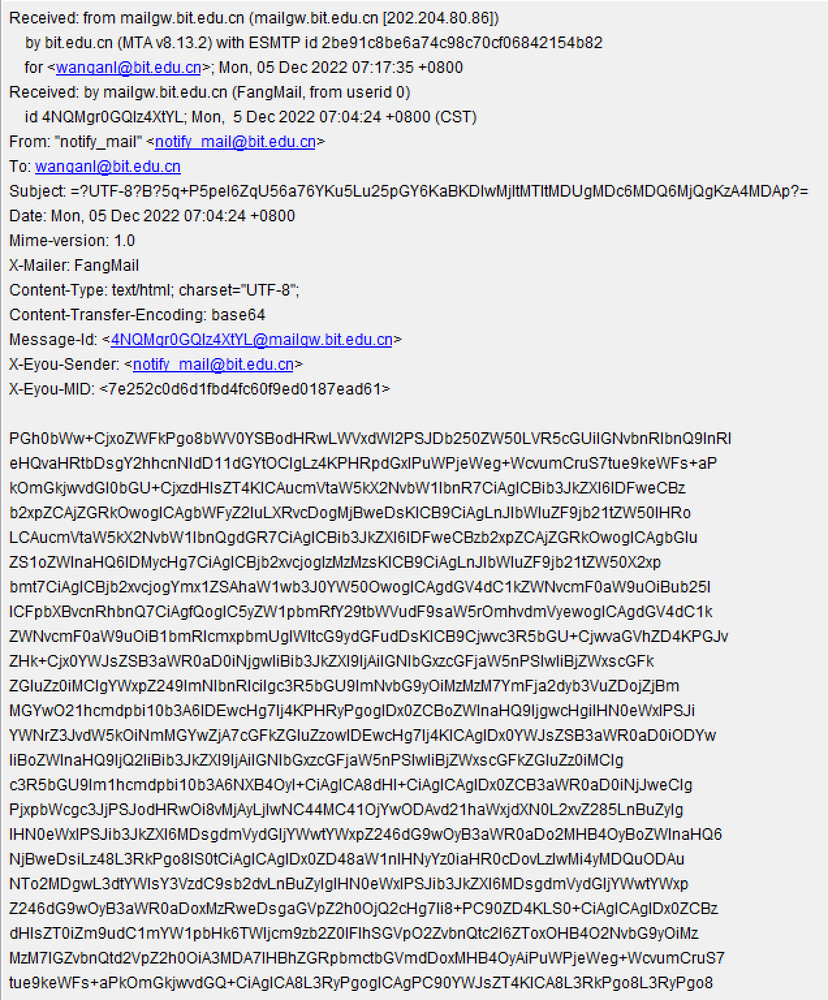 Received: from mailgw.bit.edu.cn (mailgw.bit.edu.cn [202.204.80.86])
by bit.edu.cn (MTA v8.13.2) with ESMTP id 2be91c8be6a74c98c70cf06842154b82
for <wanganl@bit.edu.cn>; Mon, 05 Dec 2022 07:17:35 +0800
Received: by mailgw.bit.edu.cn (FangMail, from userid 0)
id 4NQMgr0GQlz4XtYL; Mon,  5 Dec 2022 07:04:24 +0800 (CST)
From: "notify_mail" <notify_mail@bit.edu.cn>
To: wanganl@bit.edu.cn
Subject: =?UTF-8?B?5q+P5pel6ZqU56a76YKu5Lu25pGY6KaBKDIwMjItMTItMDUgMDc6MDQ6MjQgKzA4MDAp?=
Date: Mon, 05 Dec 2022 07:04:24 +0800
Mime-version: 1.0
X-Mailer: FangMail
Content-Type: text/html; charset="UTF-8";
Content-Transfer-Encoding: base64
Message-Id: <4NQMgr0GQlz4XtYL@mailgw.bit.edu.cn>
X-Eyou-Sender: <notify_mail@bit.edu.cn>
X-Eyou-MID: <7e252c0d6d1fbd4fc60f9ed0187ead61>
PGh0bWw+CjxoZWFkPgo8bWV0YSBodHRwLWVxdWl2PSJDb250ZW50LVR5cGUiIGNvbnRlbnQ9InRl
eHQvaHRtbDsgY2hhcnNldD11dGYtOCIgLz4KPHRpdGxlPuWPjeWeg+WcvumCruS7tue9keWFs+aP
kOmGkjwvdGl0bGU+CjxzdHlsZT4KICAucmVtaW5kX2NvbW1lbnR7CiAgICBib3JkZXI6IDFweCBz
b2xpZCAjZGRkOwogICAgbWFyZ2luLXRvcDogMjBweDsKICB9CiAgLnJlbWluZF9jb21tZW50IHRo
LCAucmVtaW5kX2NvbW1lbnQgdGR7CiAgICBib3JkZXI6IDFweCBzb2xpZCAjZGRkOwogICAgbGlu
ZS1oZWlnaHQ6IDMycHg7CiAgICBjb2xvcjogIzMzMzsKICB9CiAgLnJlbWluZF9jb21tZW50X2xp
bmt7CiAgICBjb2xvcjogYmx1ZSAhaW1wb3J0YW50OwogICAgdGV4dC1kZWNvcmF0aW9uOiBub25l
ICFpbXBvcnRhbnQ7CiAgfQogIC5yZW1pbmRfY29tbWVudF9saW5rOmhvdmVyewogICAgdGV4dC1k
ZWNvcmF0aW9uOiB1bmRlcmxpbmUgIWltcG9ydGFudDsKICB9Cjwvc3R5bGU+CjwvaGVhZD4KPGJv
ZHk+Cjx0YWJsZSB3aWR0aD0iNjgwIiBib3JkZXI9IjAiIGNlbGxzcGFjaW5nPSIwIiBjZWxscGFk
ZGluZz0iMCIgYWxpZ249ImNlbnRlciIgc3R5bGU9ImNvbG9yOiMzMzM7YmFja2dyb3VuZDojZjBm
MGYwO21hcmdpbi10b3A6IDEwcHg7Ij4KPHRyPgogIDx0ZCBoZWlnaHQ9IjgwcHgiIHN0eWxlPSJi
YWNrZ3JvdW5kOiNmMGYwZjA7cGFkZGluZzowIDEwcHg7Ij4KICAgIDx0YWJsZSB3aWR0aD0iODYw
IiBoZWlnaHQ9IjQ2IiBib3JkZXI9IjAiIGNlbGxzcGFjaW5nPSIwIiBjZWxscGFkZGluZz0iMCIg
c3R5bGU9Im1hcmdpbi10b3A6NXB4OyI+CiAgICA8dHI+CiAgICAgIDx0ZCB3aWR0aD0iNjJweCIg
PjxpbWcgc3JjPSJodHRwOi8vMjAyLjIwNC44MC41OjYwODAvd21haWxjdXN0L2xvZ285LnBuZyIg
IHN0eWxlPSJib3JkZXI6MDsgdmVydGljYWwtYWxpZ246dG9wOyB3aWR0aDo2MHB4OyBoZWlnaHQ6
NjBweDsiLz48L3RkPgo8IS0tCiAgICAgIDx0ZD48aW1nIHNyYz0iaHR0cDovLzIwMi4yMDQuODAu
NTo2MDgwL3dtYWlsY3VzdC9sb2dvLnBuZyIgIHN0eWxlPSJib3JkZXI6MDsgdmVydGljYWwtYWxp
Z246dG9wOyB3aWR0aDoxMzRweDsgaGVpZ2h0OjQ2cHg7Ii8+PC90ZD4KLS0+CiAgICAgIDx0ZCBz
dHlsZT0iZm9udC1mYW1pbHk6TWljcm9zb2Z0IFlhSGVpO2ZvbnQtc2l6ZToxOHB4O2NvbG9yOiMz
MzM7IGZvbnQtd2VpZ2h0OiA3MDA7IHBhZGRpbmctbGVmdDoxMHB4OyAiPuWPjeWeg+WcvumCruS7
tue9keWFs+aPkOmGkjwvdGQ+CiAgICA8L3RyPgogICAgPC90YWJsZT4KICA8L3RkPgo8L3RyPgo8